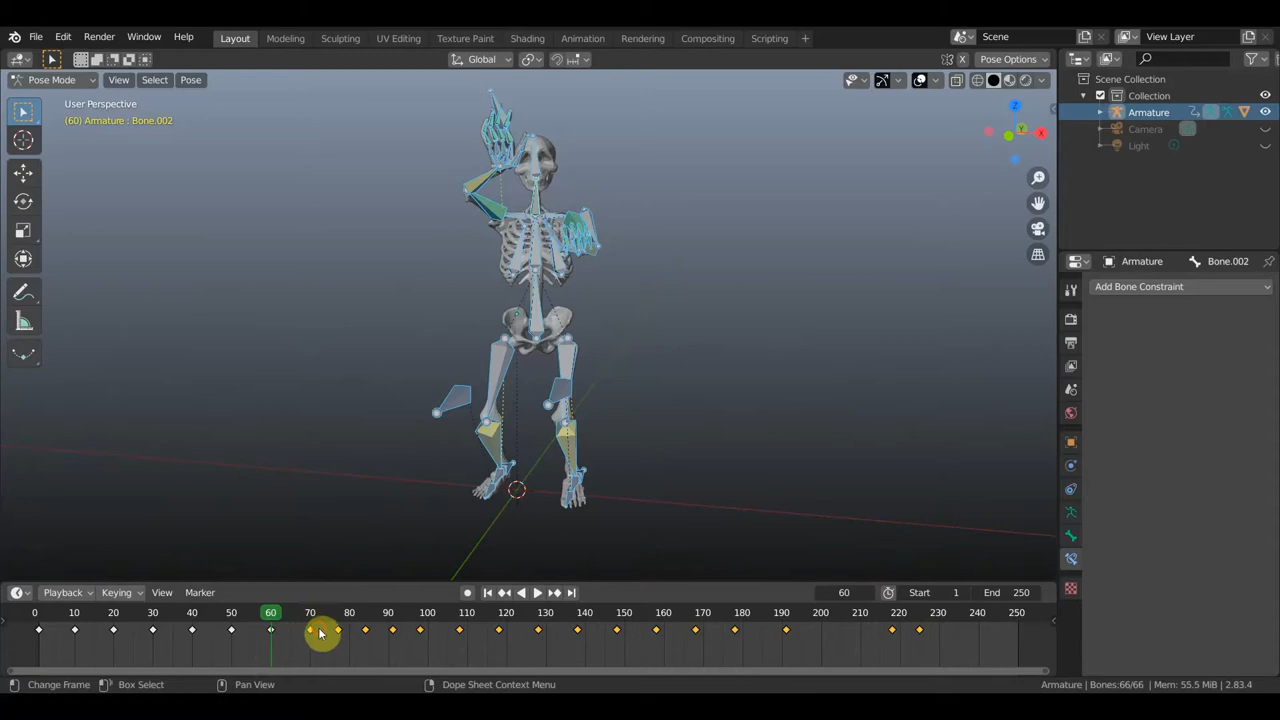 File Edit Render Window Help Layout Modeling Sculpting UV Editing Texture Paint Shading Animation Rendering Compositing Scripting + Scene View Layer
Global X Pose Options
Pose Mode View Select Pose
User Perspective
(60) Armature : Bone.002
Z
Y
X
Scene Collection
Collection
Armature
Camera
Light
Armature Bone.002
Add Bone Constraint
Playback Keying View Marker 60 Start 1 End 250
0 10 20 30 40 50 60 70 80 90 100 110 120 130 140 150 160 170 180 190 200 210 220 230 240 250
Change Frame Box Select Pan View Dope Sheet Context Menu Armature | Bones:66/66 | Mem: 55.5 MiB | 2.83.4